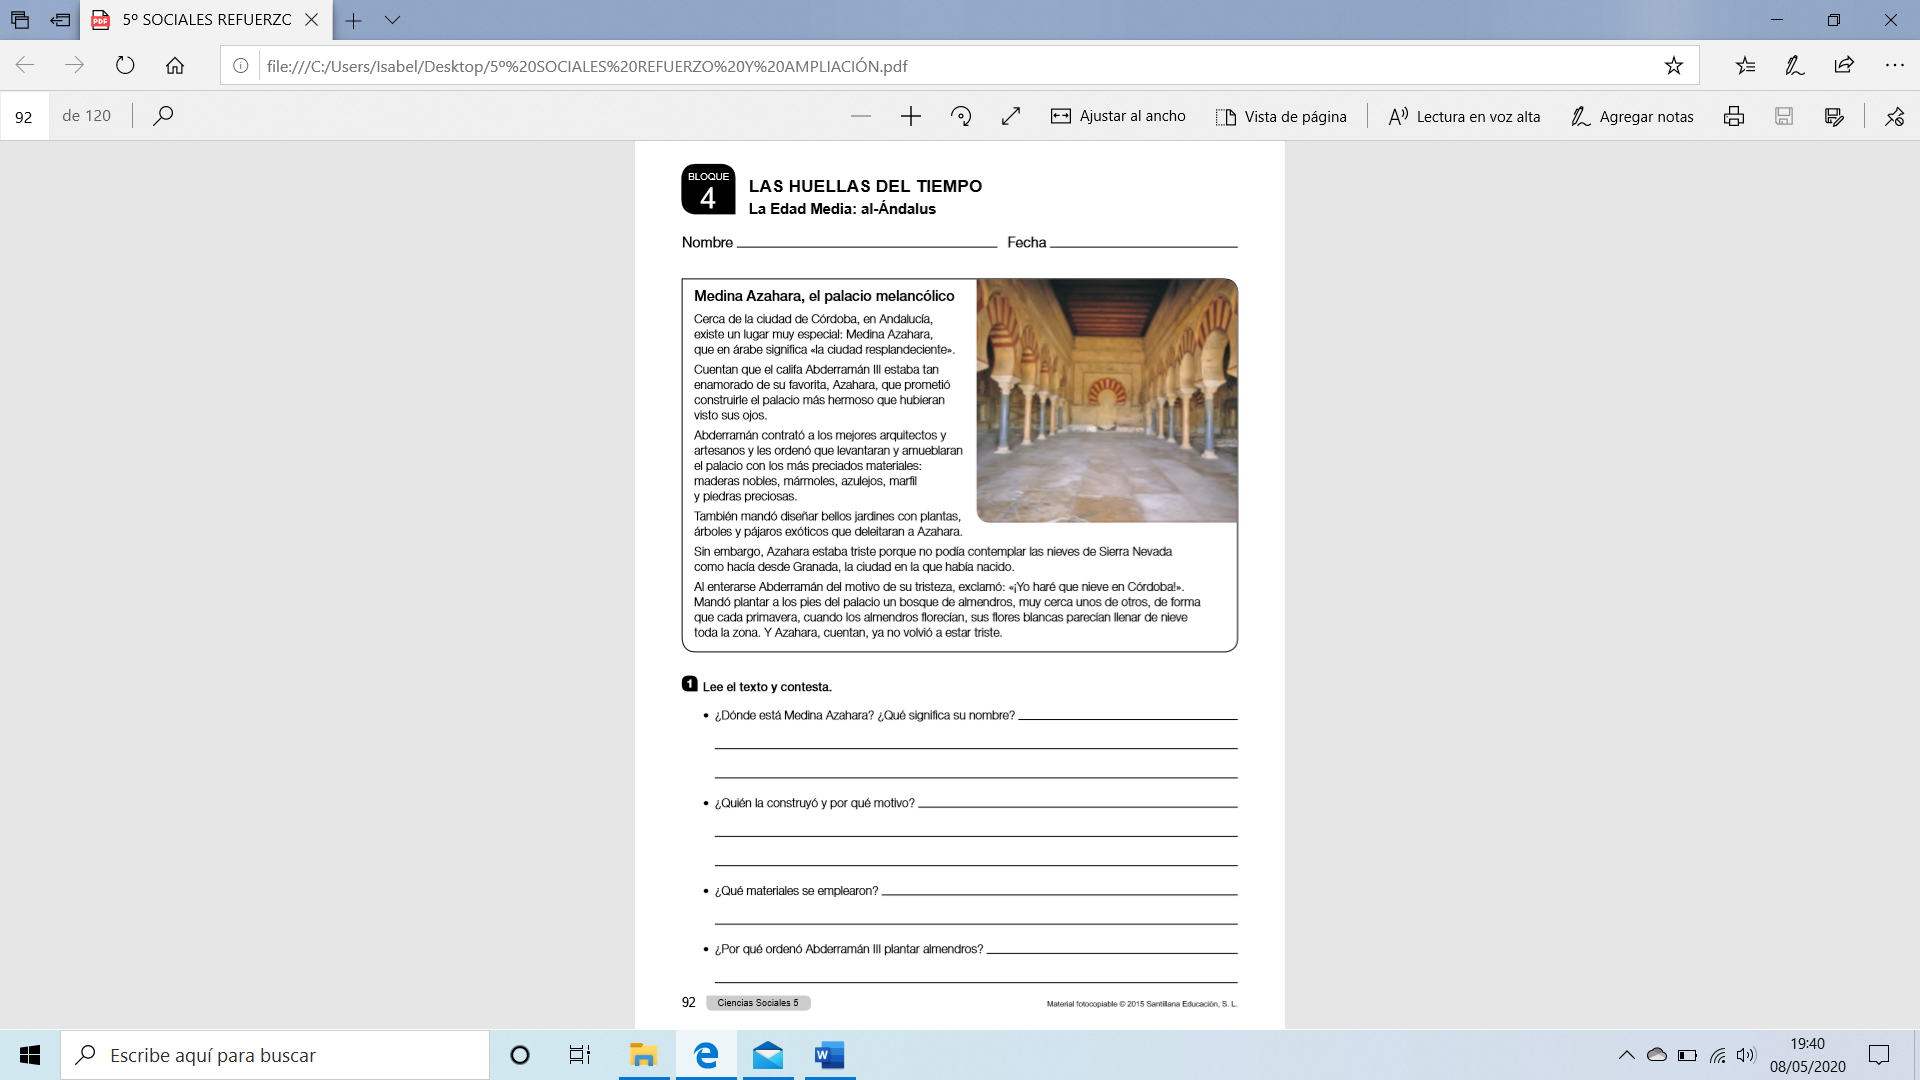 5º SOCIALES REFUERZC
file:///C:/Users/Isabel/Desktop/5º%20SOCIALES%20REFUERZO%20Y%20AMPLIACIÓN.pdf
92 de 120
Ajustar al ancho
Vista de página
Lectura en voz alta
Agregar notas
BLOQUE
4
LAS HUELLAS DEL TIEMPO
La Edad Media: al-Ándalus
Nombre Fecha
Medina Azahara, el palacio melancólico
Cerca de la ciudad de Córdoba, en Andalucía,
existe un lugar muy especial: Medina Azahara,
que en árabe significa «la ciudad resplandeciente».
Cuentan que el califa Abderramán III estaba tan
enamorado de su favorita, Azahara, que prometió
construirle el palacio más hermoso que hubieran
visto sus ojos.
Abderramán contrató a los mejores arquitectos y
artesanos y les ordenó que levantaran y amueblaran
el palacio con los más preciados materiales:
maderas nobles, mármoles, azulejos, marfil
y piedras preciosas.
También mandó diseñar bellos jardines con plantas,
árboles y pájaros exóticos que deleitaran a Azahara.
Sin embargo, Azahara estaba triste porque no podía contemplar las nieves de Sierra Nevada
como hacía desde Granada, la ciudad en la que había nacido.
Al enterarse Abderramán del motivo de su tristeza, exclamó: «¡Yo haré que nieve en Córdoba!».
Mandó plantar a los pies del palacio un bosque de almendros, muy cerca unos de otros, de forma
que cada primavera, cuando los almendros florecían, sus flores blancas parecían llenar de nieve
toda la zona. Y Azahara, cuentan, ya no volvió a estar triste.
1 Lee el texto y contesta.
• ¿Dónde está Medina Azahara? ¿Qué significa su nombre?
• ¿Quién la construyó y por qué motivo?
• ¿Qué materiales se emplearon?
• ¿Por qué ordenó Abderramán III plantar almendros?
92 Ciencias Sociales 5
Material fotocopiable © 2015 Santillana Educación, S. L.
Escribe aquí para buscar
19:40
08/05/2020